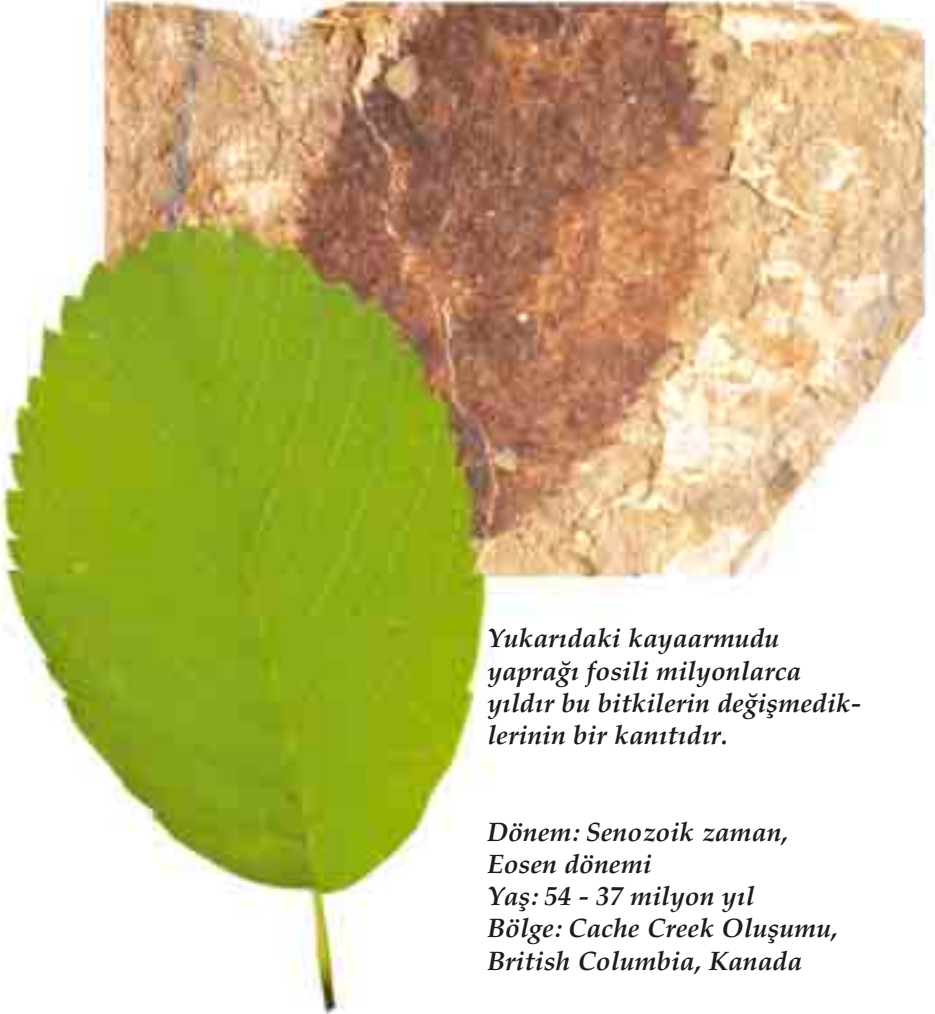 Yukarıdaki kayaarmudu
yaprağı fosili milyonlarca
yıldır bu bitkilerin değişmedik-
lerinin bir kanıtıdır.
Dönem: Senozoik zaman,
Eosen dönemi
Yaş: 54 - 37 milyon yıl
Bölge: Cache Creek Oluşumu,
British Columbia, Kanada